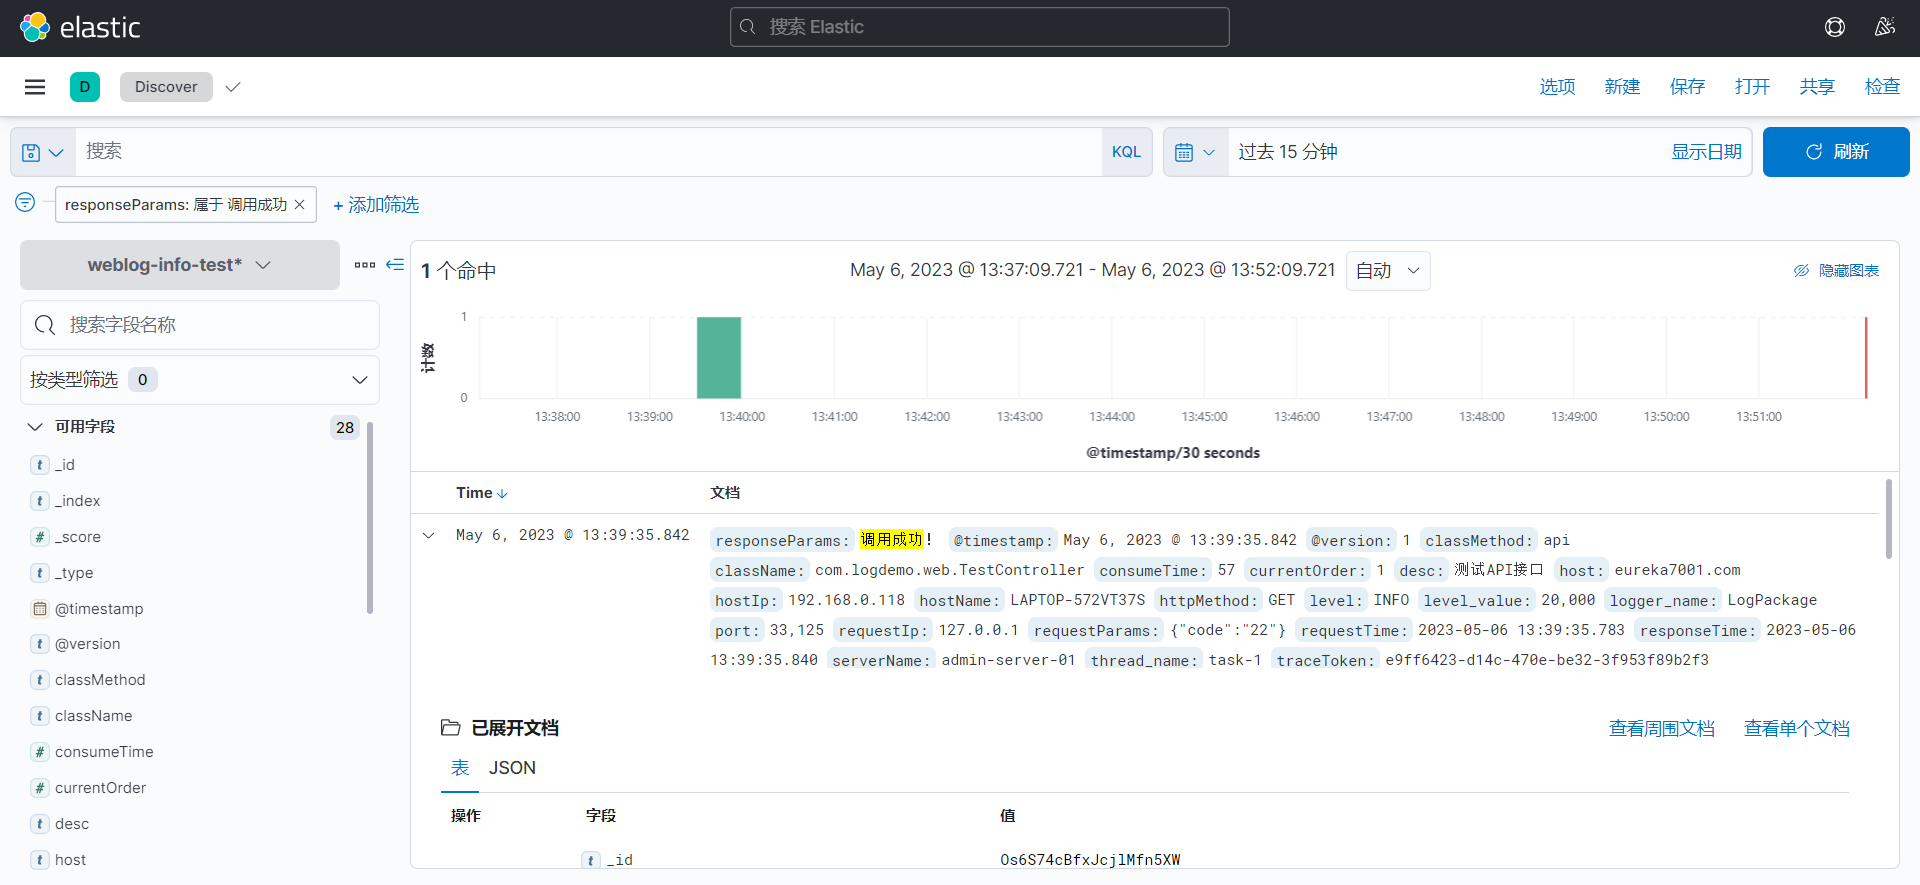 elastic
搜索 Elastic
D
Discover
选项 新建 保存 打开 共享 检查
搜索
KQL
过去 15 分钟
显示日期
刷新
responseParams: 属于 调用成功 ×
+ 添加筛选
weblog-info-test*
搜索字段名称
按类型筛选 0
可用字段 28
t _id
t _index
# _score
t _type
@timestamp
t @version
t classMethod
t className
# consumeTime
# currentOrder
t desc
t host
1 个命中
May 6, 2023 @ 13:37:09.721 - May 6, 2023 @ 13:52:09.721
自动
隐藏图表
计数
1
0
13:38:00 13:39:00 13:40:00 13:41:00 13:42:00 13:43:00 13:44:00 13:45:00 13:46:00 13:47:00 13:48:00 13:49:00 13:50:00 13:51:00
@timestamp/30 seconds
Time 文档
May 6, 2023 @ 13:39:35.842
responseParams: 调用成功! @timestamp: May 6, 2023 @ 13:39:35.842 @version: 1 classMethod: api
className: com.logdemo.web.TestController consumeTime: 57 currentOrder: 1 desc: 测试API接口 host: eureka7001.com
hostIp: 192.168.0.118 hostName: LAPTOP-572VT37S httpMethod: GET level: INFO level_value: 20,000 logger_name: LogPackage
port: 33,125 requestIp: 127.0.0.1 requestParams: {"code":"22"} requestTime: 2023-05-06 13:39:35.783 responseTime: 2023-05-06
13:39:35.840 serverName: admin-server-01 thread_name: task-1 traceToken: e9ff6423-d14c-470e-be32-3f953f89b2f3
已展开文档
查看周围文档 查看单个文档
表 JSON
操作 字段 值
t _id Os6S74cBfxJcjlMfn5XW